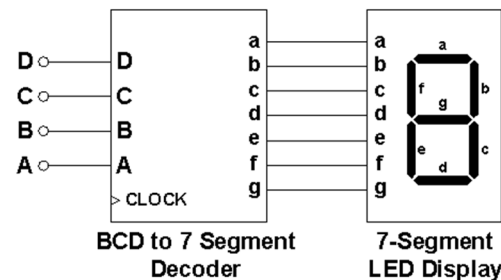 a a a
D D b b
f b
C C c c
g
B B d d
A A e e
e c
f f
d
g g
CLOCK
BCD to 7 Segment
Decoder
7-Segment
LED Display